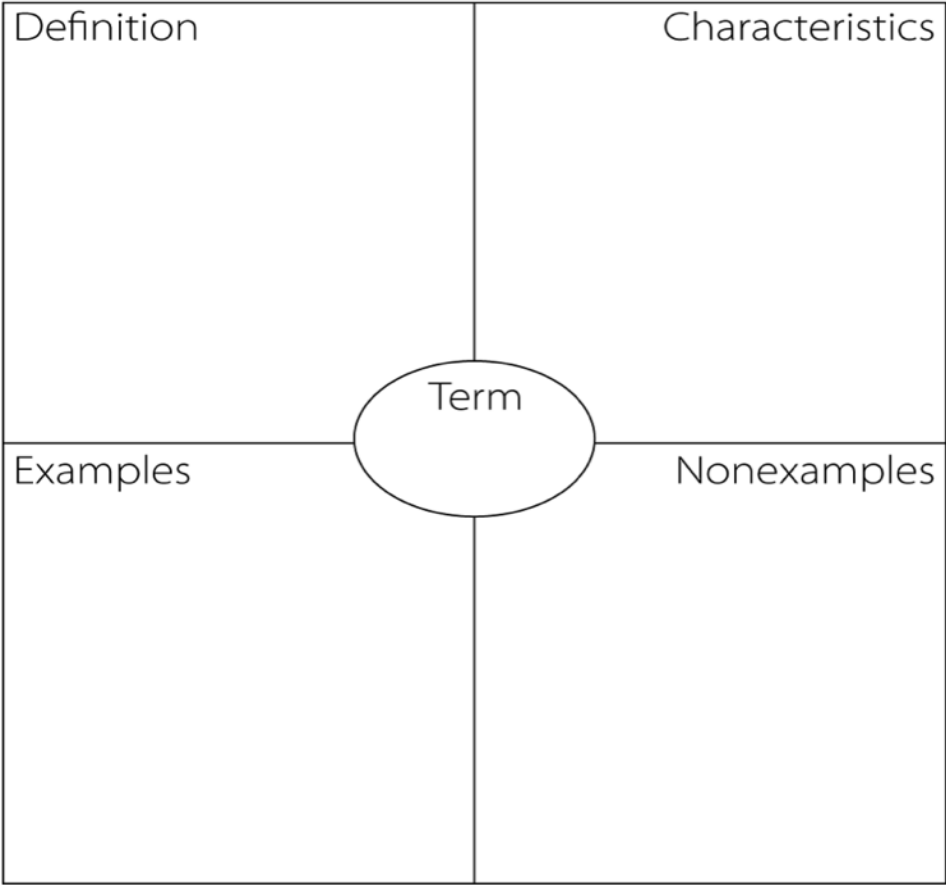 Definition
Characteristics
Term
Examples
Nonexamples